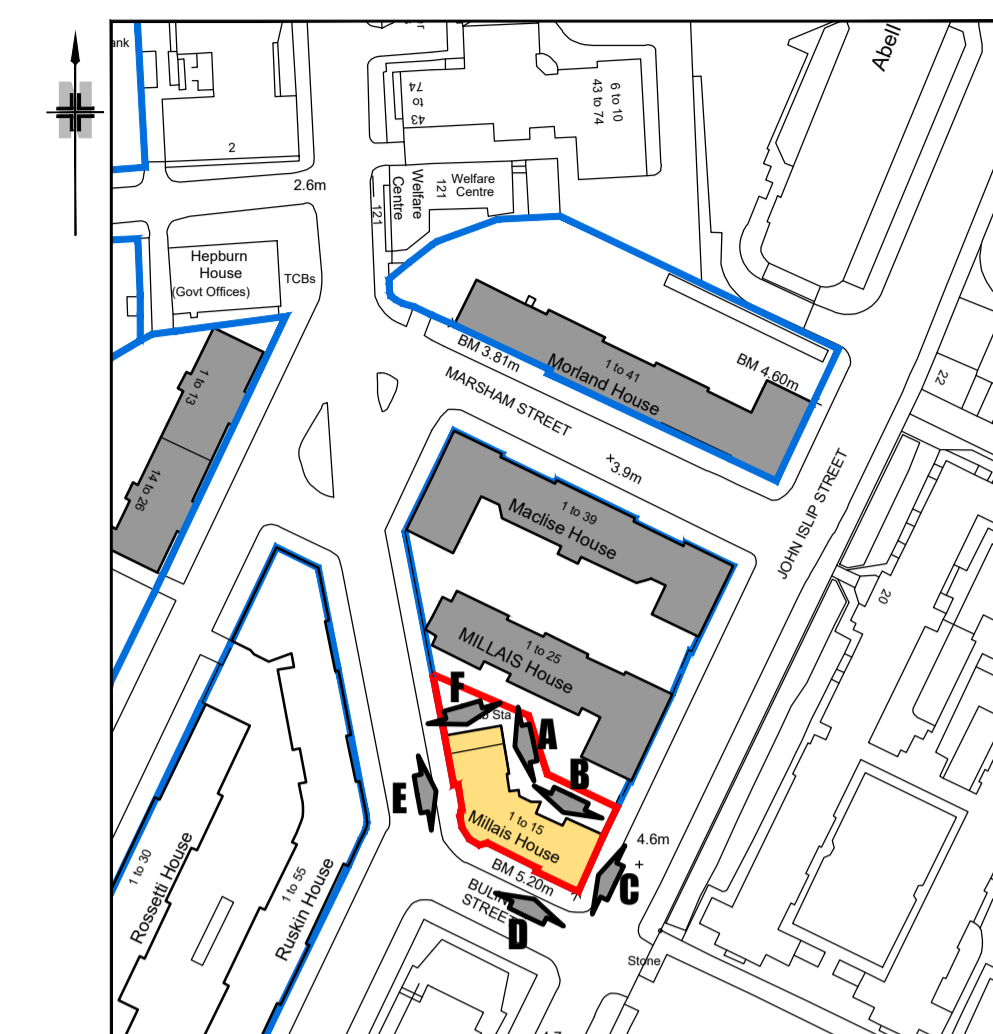 ank
Abell
43
to
74
6 to 10
43 to 74
2
2.6m
Welfare
Centre
121
Welfare
Centre
121
Hepburn
House
(Govt Offices)
TCBs
1 to 13
14 to 26
BM 3.81m
1 to 41
Morland House
BM 4.60m
MARSHAM STREET
3.9m
22
JOHN ISLIP STREET
1 to 39
Maclise House
20
1 to 25
MILLAIS House
F
Sta
A
B
E
1 to 15
Millais House
4.6m
BM 5.20m
C
STREE
D
1 to 30
Rossetti House
1 to 55
Ruskin House
Stone